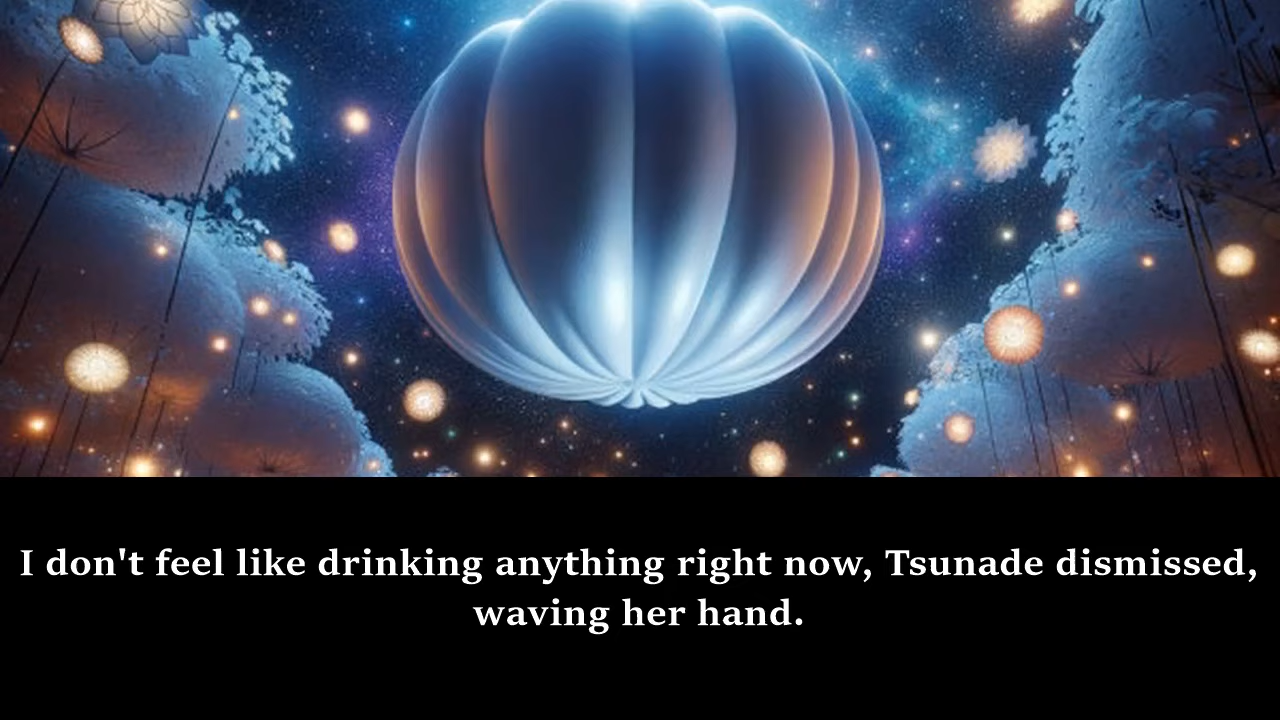 I don't feel like drinking anything right now, Tsunade dismissed,
waving her hand.